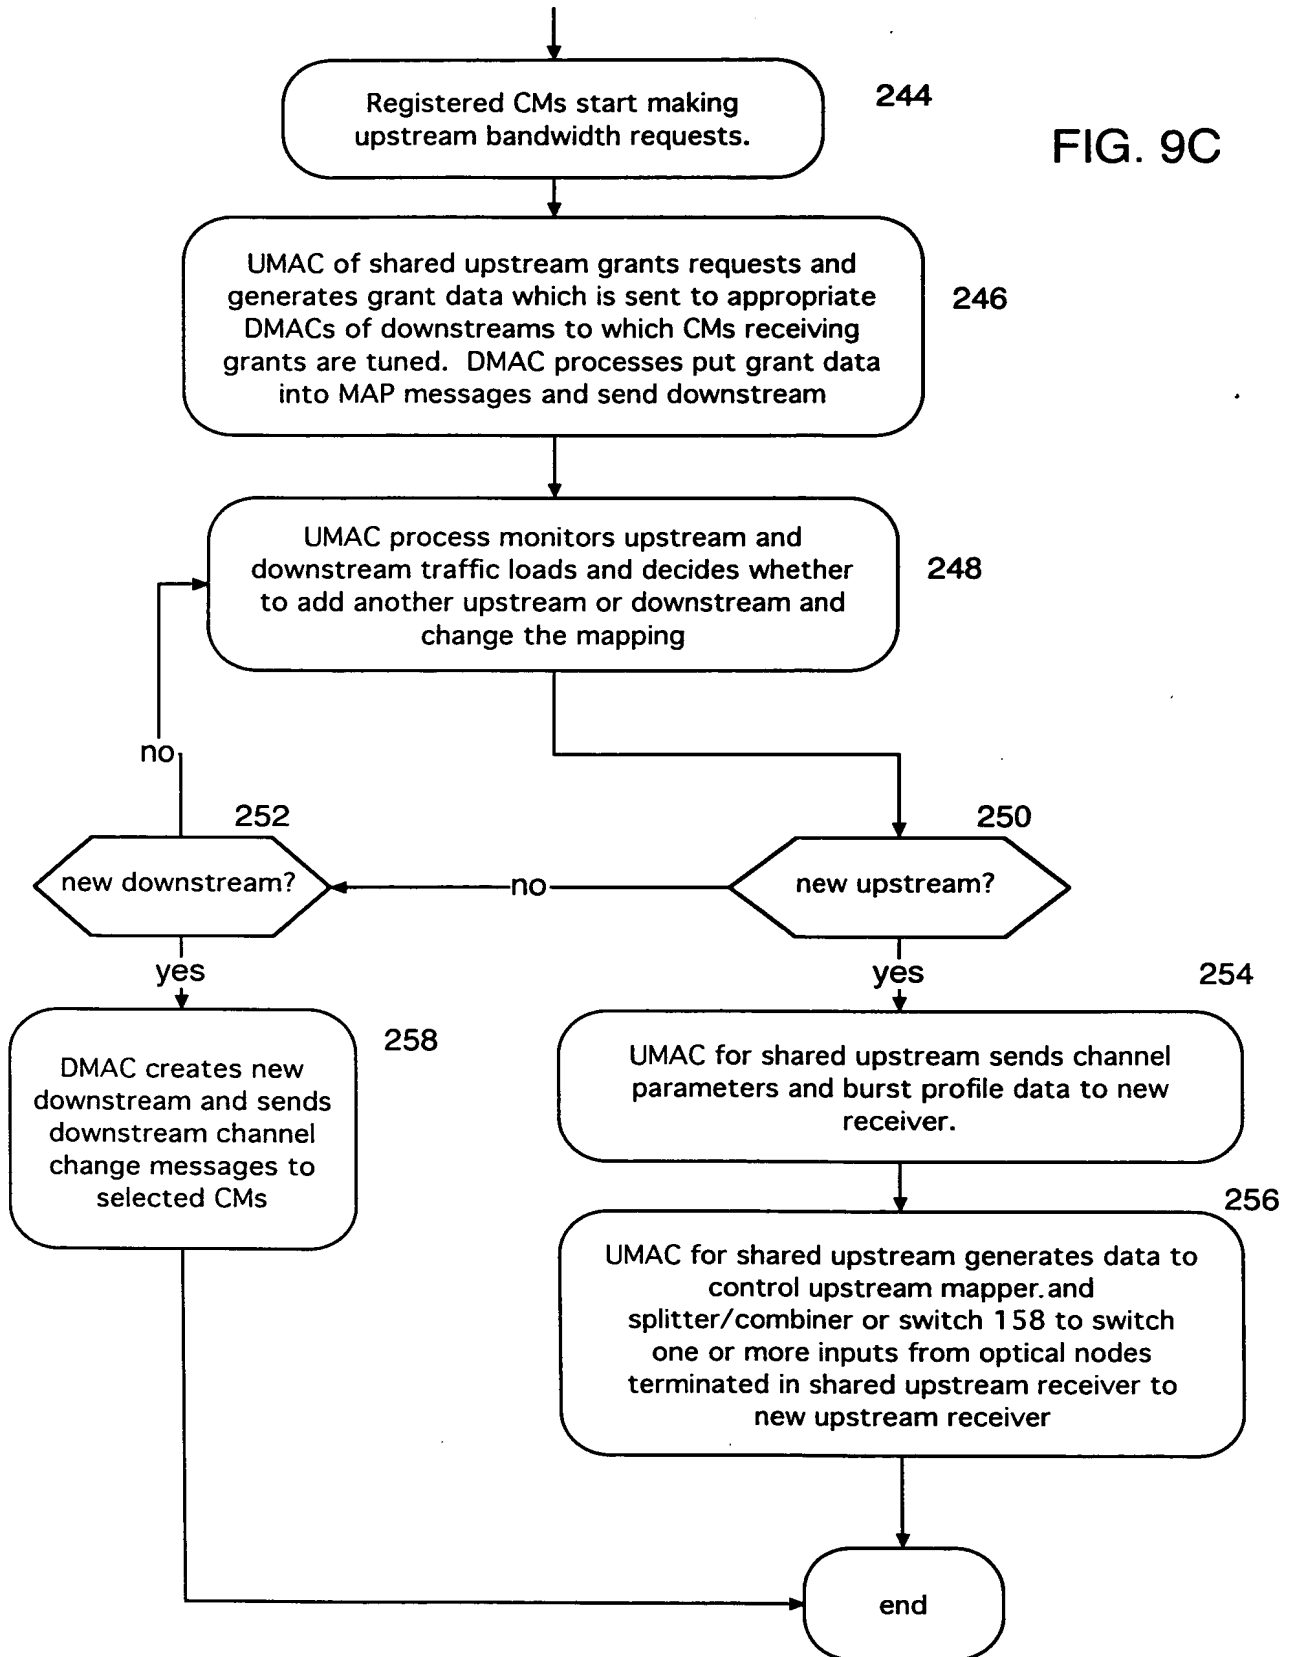 Registered CMs start making
upstream bandwidth requests.
244
FIG. 9C
UMAC of shared upstream grants requests and
generates grant data which is sent to appropriate
DMACs of downstreams to which CMs receiving
grants are tuned.  DMAC processes put grant data
into MAP messages and send downstream
246
UMAC process monitors upstream and
downstream traffic loads and decides whether
to add another upstream or downstream and
change the mapping
248
no
252
250
new downstream?
no
new upstream?
yes
yes
254
258
DMAC creates new
downstream and sends
downstream channel
change messages to
selected CMs
UMAC for shared upstream sends channel
parameters and burst profile data to new
receiver.
256
UMAC for shared upstream generates data to
control upstream mapper.and
splitter/combiner or switch 158 to switch
one or more inputs from optical nodes
terminated in shared upstream receiver to
new upstream receiver
end